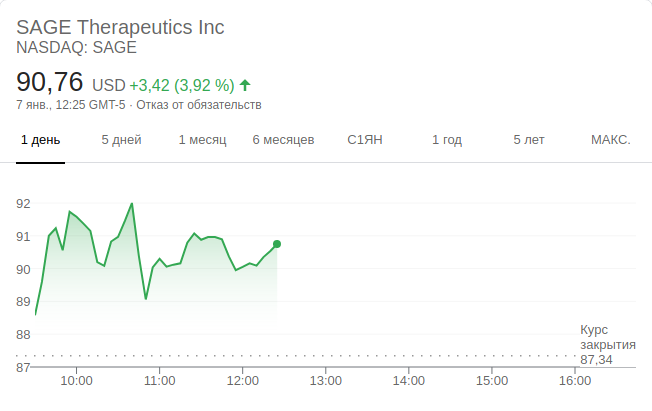 SAGE Therapeutics Inc
NASDAQ: SAGE
90,76 USD +3,42 (3,92 %) ↑
7 янв., 12:25 GMT-5 · Отказ от обязательств
1 день 5 дней 1 месяц 6 месяцев С1ЯН 1 год 5 лет МАКС.
92
91
90
89
88
Курс
закрытия
87,34
87
10:00 11:00 12:00 13:00 14:00 15:00 16:00